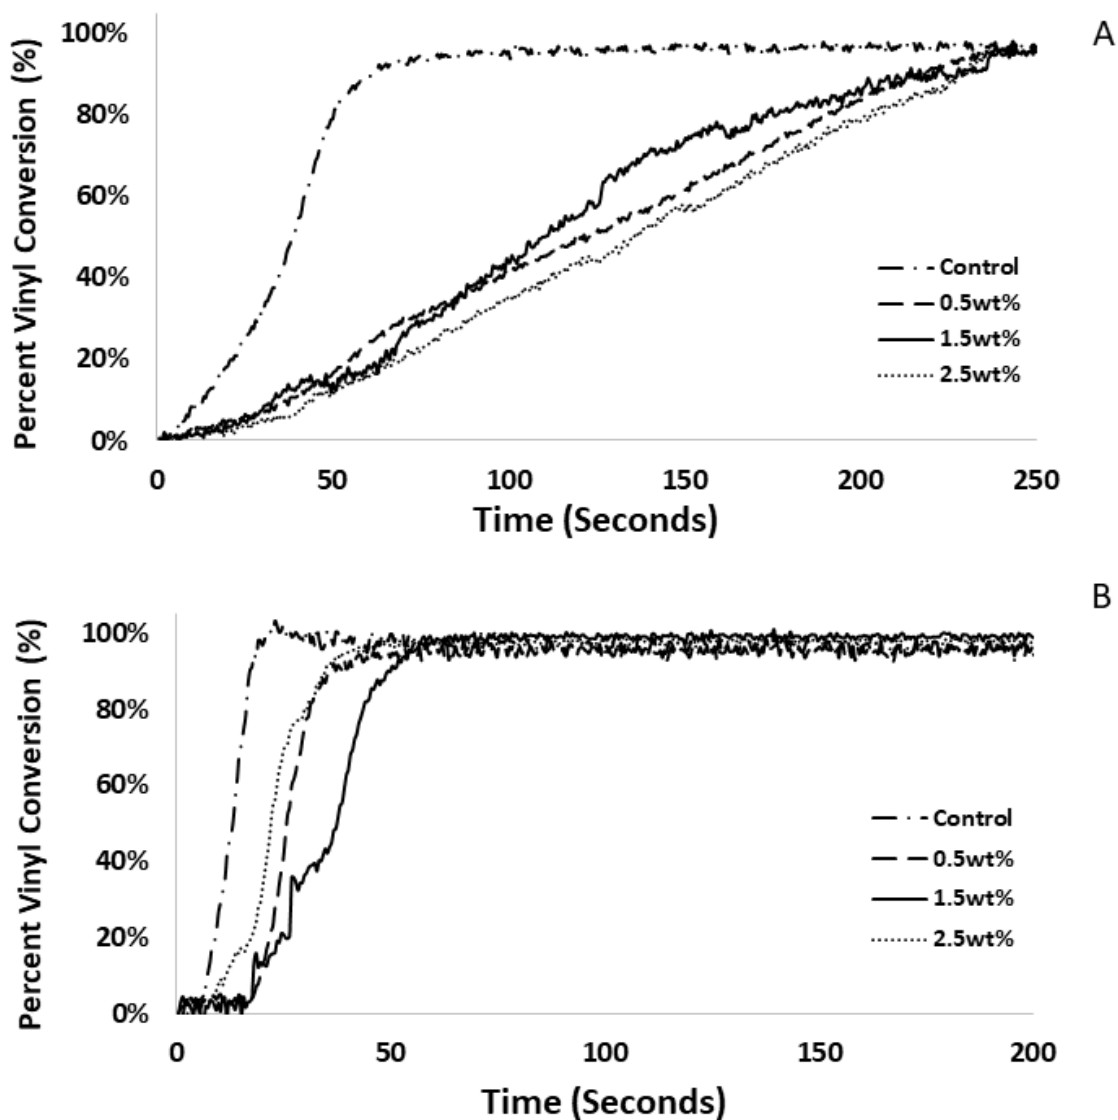 A
Percent Vinyl Conversion (%)
100%
80%
60%
40%
20%
0%
Control
0.5wt%
1.5wt%
2.5wt%
0 50 100 150 200 250
Time (Seconds)
B
Percent Vinyl Conversion (%)
100%
80%
60%
40%
20%
0%
Control
0.5wt%
1.5wt%
2.5wt%
0 50 100 150 200
Time (Seconds)